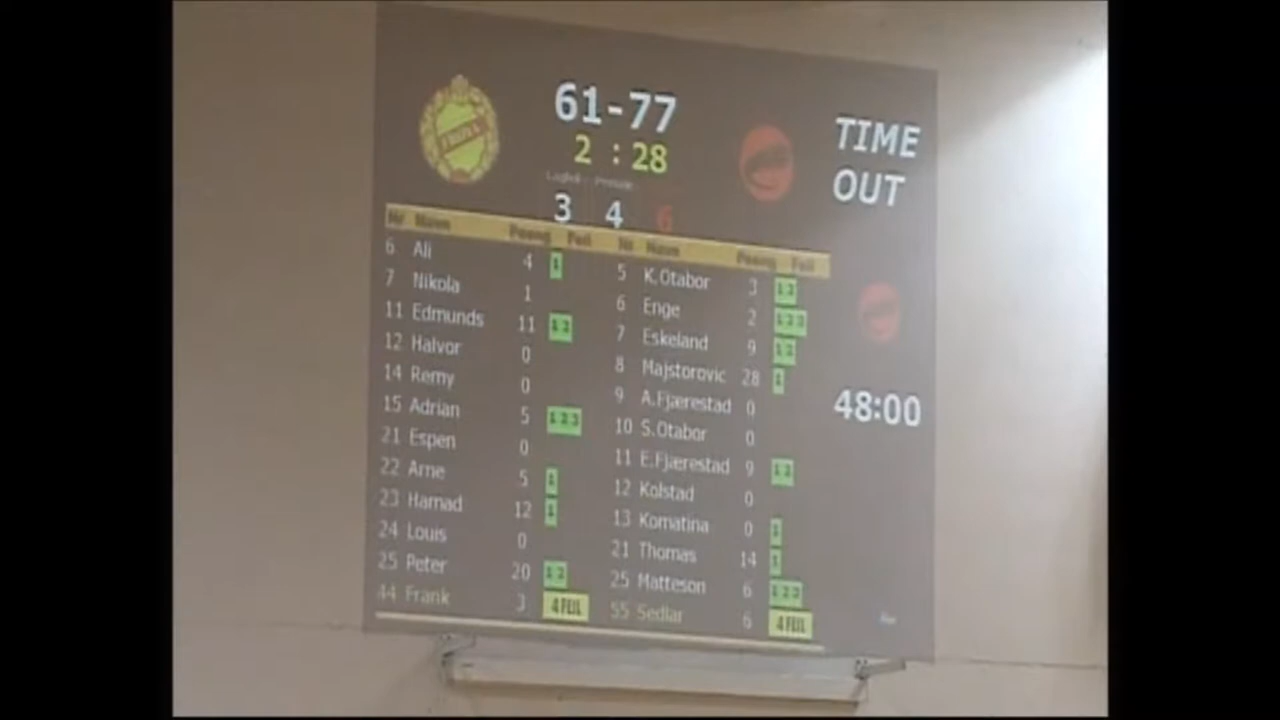 FRØYA
61-77
TIME
OUT
2 : 28
Lagfeil Periode
3 4 6
Nr Navn Poeng Feil Nr Navn Poeng Feil
6 Ali 4 1 5 K.Otabor 3 1 2
7 Nikola 1 6 Enge 2 1 2 3
11 Edmunds 11 1 2 7 Eskeland 9 1 2
12 Halvor 0 8 Majstorovic 28 1
14 Remy 0 9 A.Fjærestad 0
48:00
15 Adrian 5 1 2 3 10 S.Otabor 0
21 Espen 0 11 E.Fjærestad 9 1 2
22 Arne 5 1 12 Kolstad 0
23 Hamad 12 1 13 Komatina 0 1
24 Louis 0 21 Thomas 14 1
25 Peter 20 1 2 25 Matteson 6 1 2 3
44 Frank 3 4 FEIL 55 Sedlar 6 4 FEIL